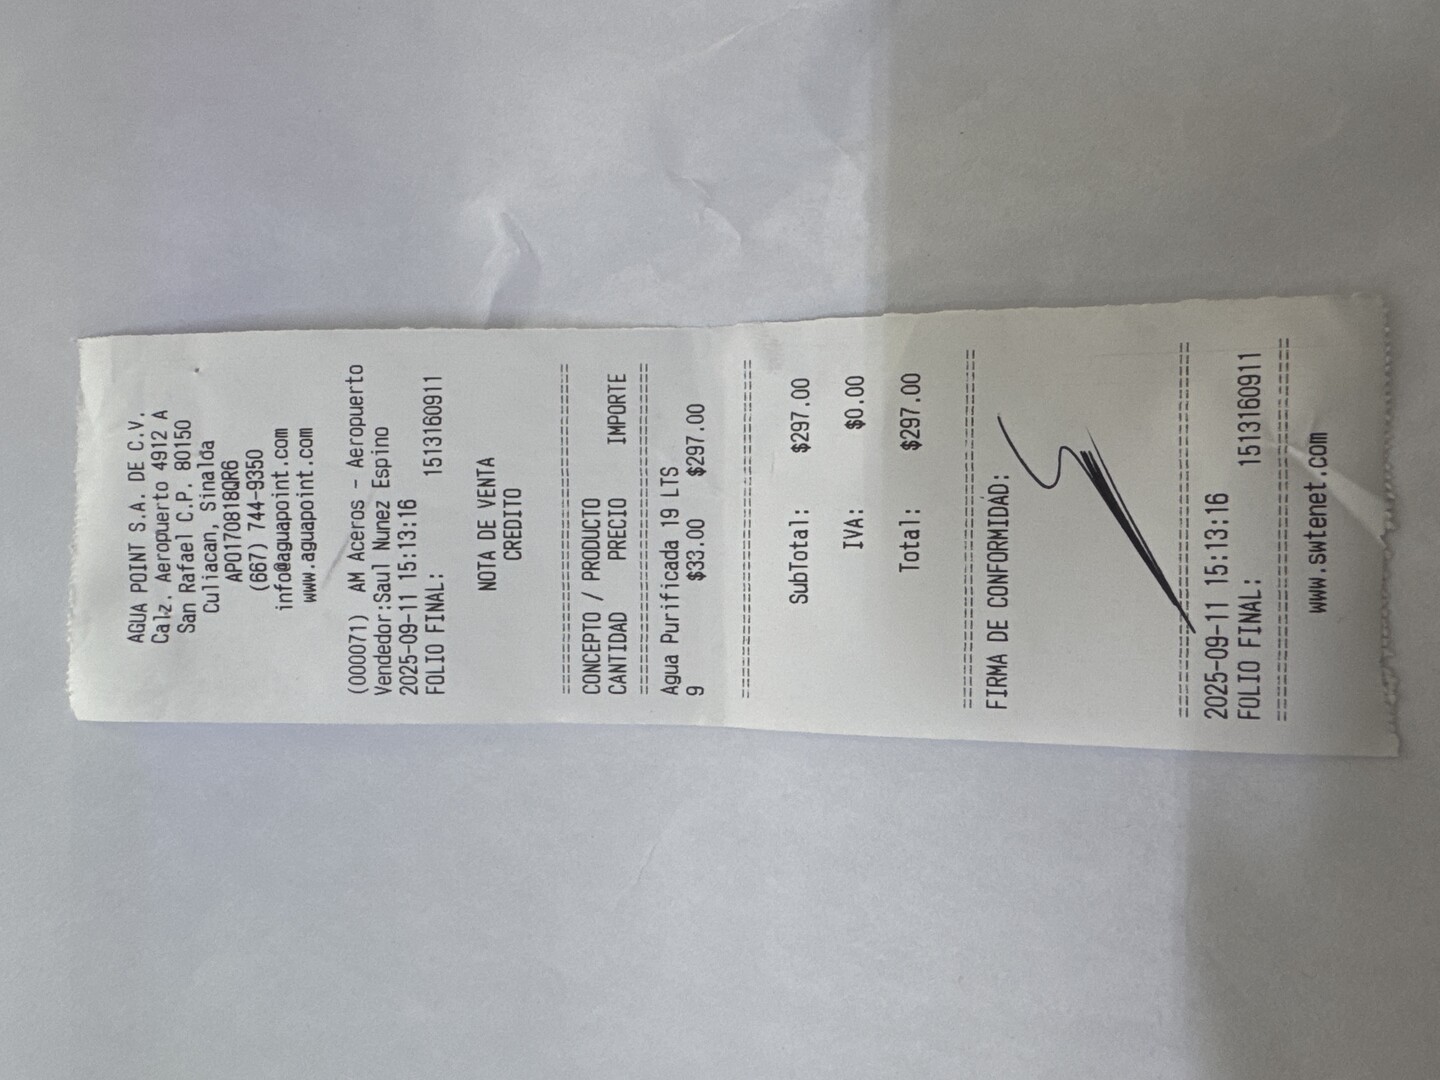 AGUA POINT S.A. DE C.V.
Calz. Aeropuerto 4912 A
San Rafael C.P. 80150
Culiacan, Sinalda
APO170818QR6
(667) 744-9350
info@aguapoint.com
www.aguapoint.com
(000071) AM Aceros - Aeropuerto
Vendedor:Saul Nunez Espino
2025-09-11 15:13:16
FOLIO FINAL: 1513160911
NOTA DE VENTA
CREDITO
CONCEPTO / PRODUCTO
CANTIDAD PRECIO IMPORTE
Agua Purificada 19 LTS
9 $33.00 $297.00
SubTotal: $297.00
IVA: $0.00
Total: $297.00
FIRMA DE CONFORMIDAD:
2025-09-11 15:13:16
FOLIO FINAL: 1513160911
www.swtenet.com